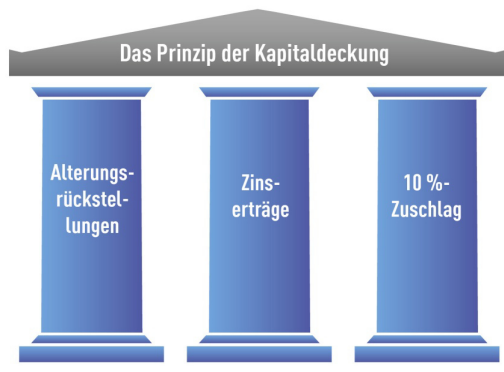 Das Prinzip der Kapitaldeckung
Alterungs-
rückstel-
lungen
Zins-
erträge
10 %-
Zuschlag